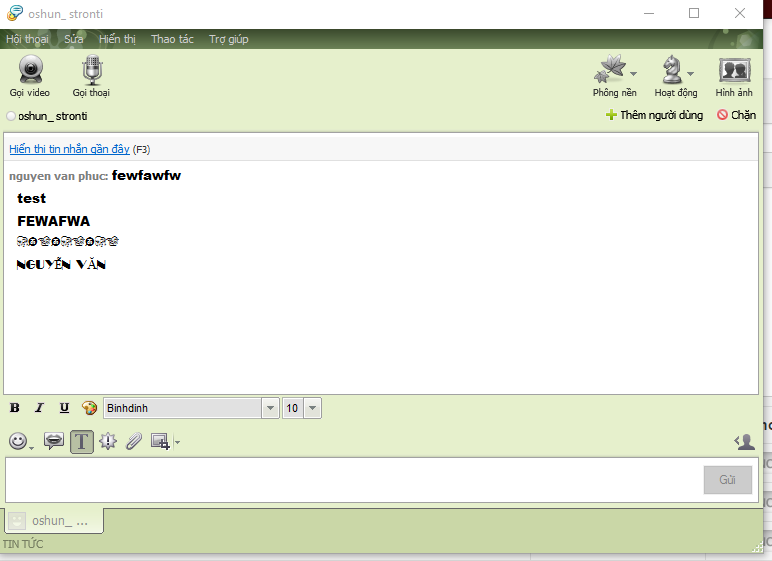 oshun_ stronti
Hội thoại Sửa Hiển thị Thao tác Trợ giúp
Gọi video Gọi thoại Phông nền Hoạt động Hình ảnh
oshun_ stronti Thêm người dùng Chặn
Hiển thị tin nhắn gần đây (F3)
nguyen van phuc: fewfawfw
test
FEWAFWA
NGUYỄN VĂN
B I U Binhdinh 10
T
Gửi
oshun_ ...
TIN TỨC